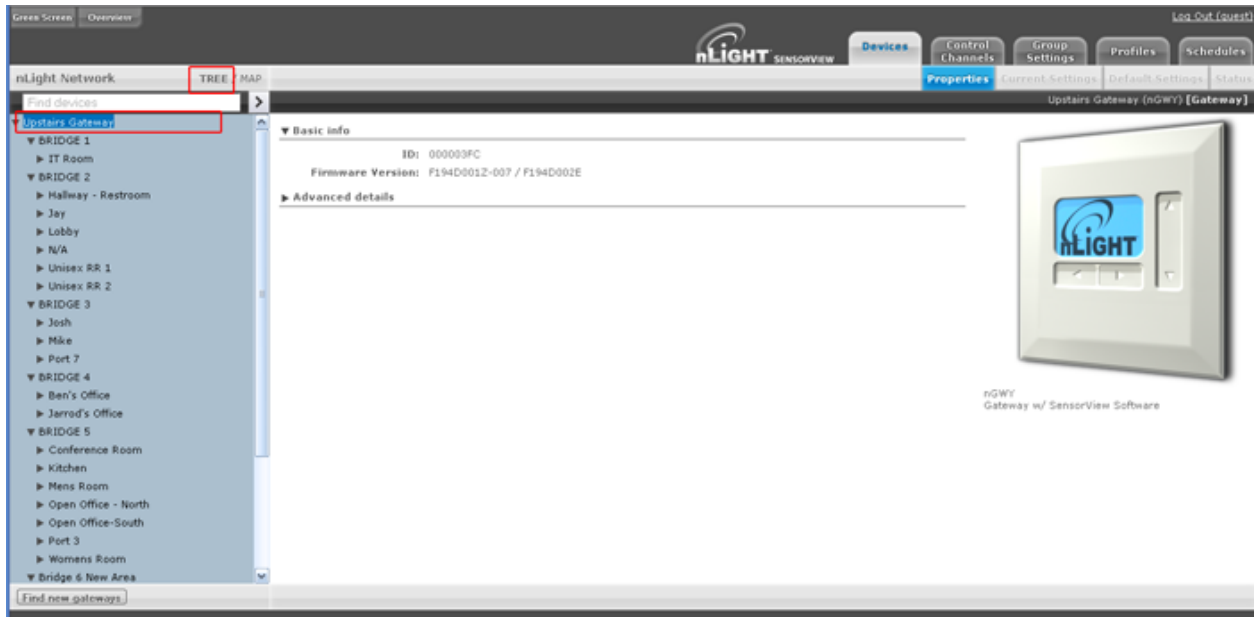 Green Screen Overview
Log Out (guest)
nLIGHT SENSORVIEW
Devices
Control Channels
Group Settings
Profiles
Schedules
nLight Network
TREE / MAP
Properties Current Settings Default Settings Status
Find devices
Upstairs Gateway (nGWY) [Gateway]
Upstairs Gateway
BRIDGE 1
IT Room
BRIDGE 2
Hallway - Restroom
Jay
Lobby
N/A
Unisex RR 1
Unisex RR 2
BRIDGE 3
Josh
Mike
Port 7
BRIDGE 4
Ben's Office
Jarrod's Office
BRIDGE 5
Conference Room
Kitchen
Mens Room
Open Office - North
Open Office-South
Port 3
Womens Room
Bridge 6 New Area
Find new gateways
Basic info
ID: 000003FC
Firmware Version: F194D001Z-007 / F194D002E
Advanced details
nLIGHT
nGWY
Gateway w/ SensorView Software